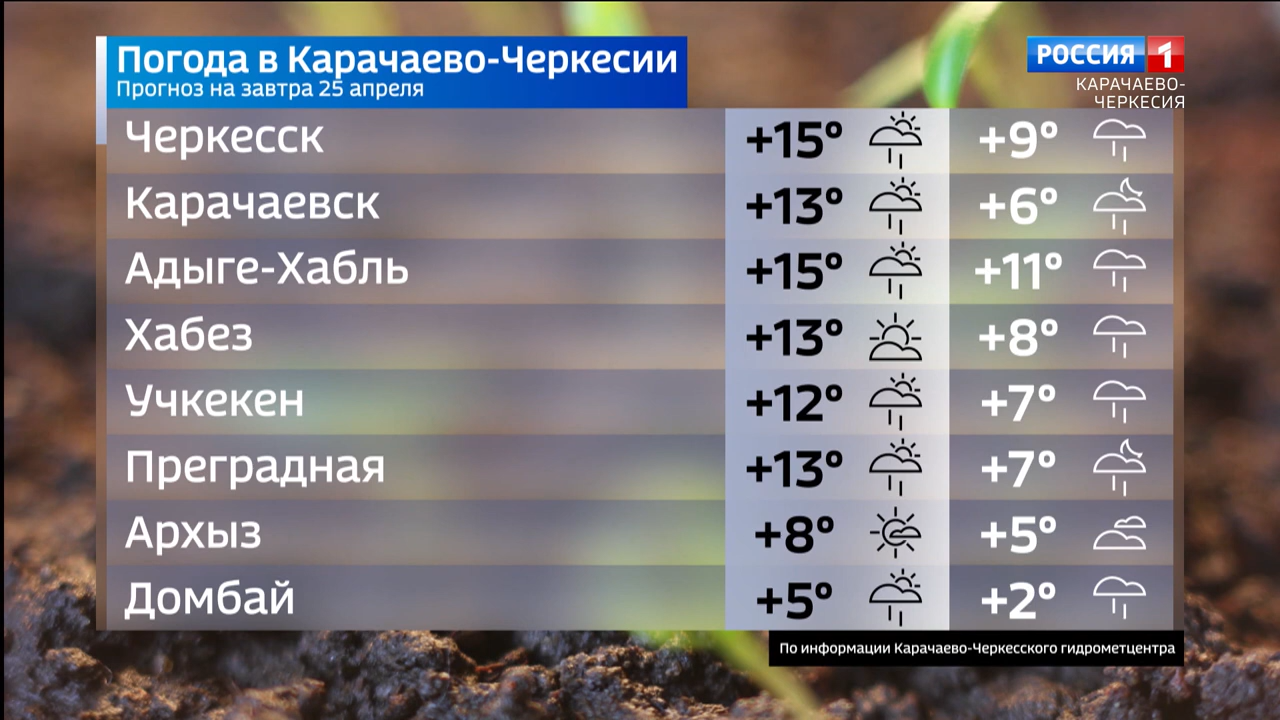 Погода в Карачаево-Черкесии
Прогноз на завтра 25 апреля
РОССИЯ 1
КАРАЧАЕВО-
ЧЕРКЕСИЯ
Черкесск +15° +9°
Карачаевск +13° +6°
Адыге-Хабль +15° +11°
Хабез +13° +8°
Учкекен +12° +7°
Преградная +13° +7°
Архыз +8° +5°
Домбай +5° +2°
По информации Карачаево-Черкесского гидрометцентра